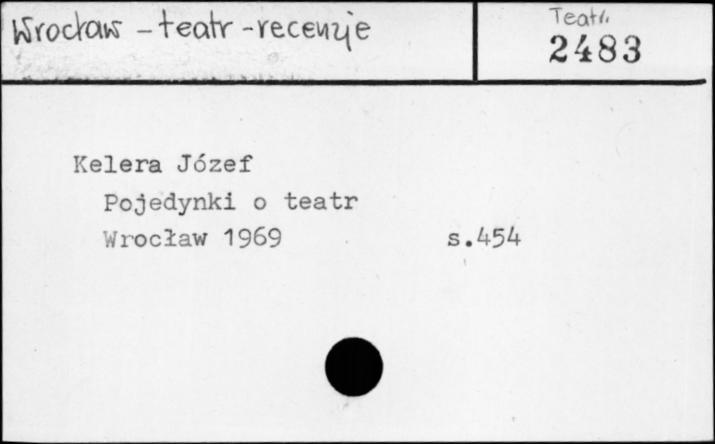 Wrocław - teatr - recenzje
Teatr.
2483
Kelera Józef
Pojedynki o teatr
Wrocław 1969 s.454